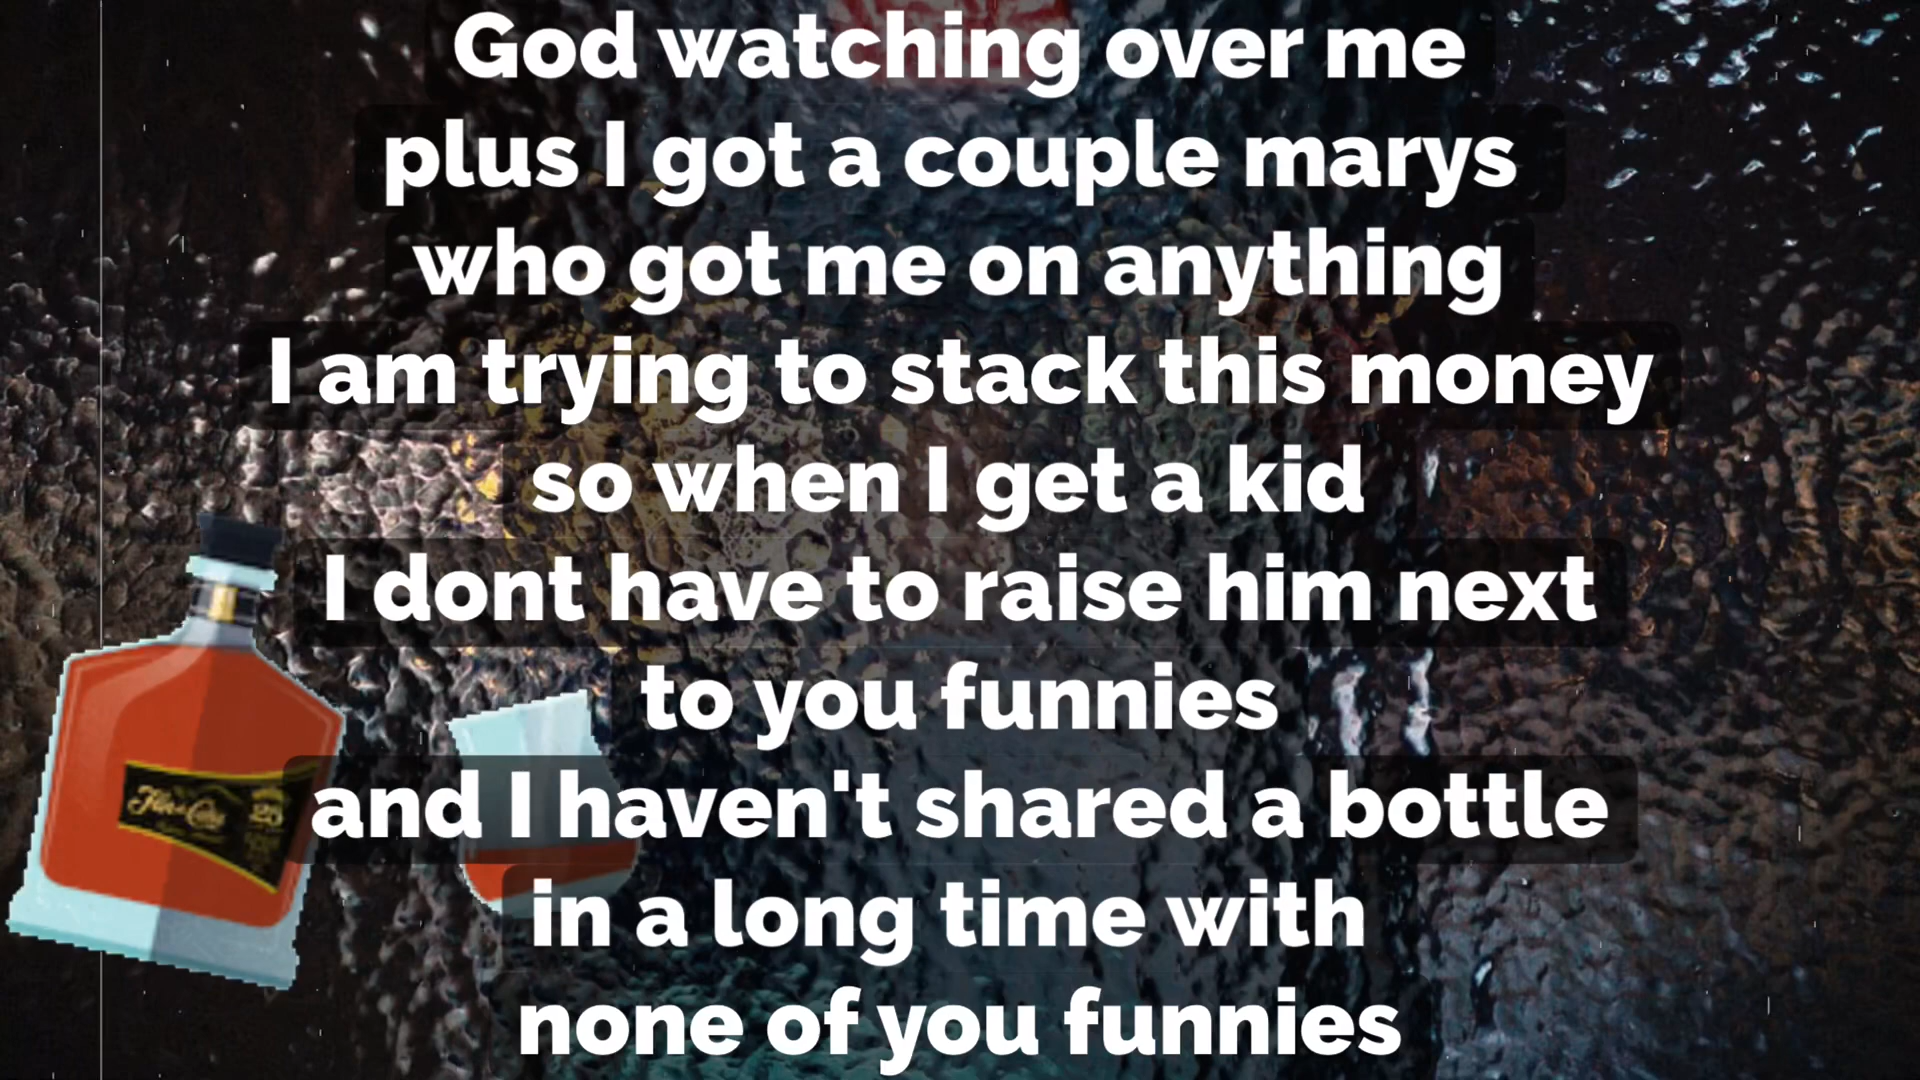 God watching over me
plus I got a couple marys
who got me on anything
I am trying to stack this money
so when I get a kid
I dont have to raise him next
to you funnies
and I haven't shared a bottle
in a long time with
none of you funnies
25